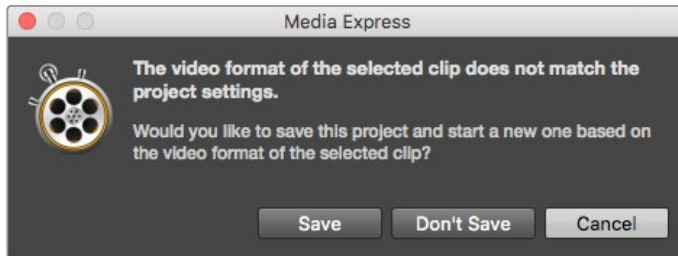 Media Express
The video format of the selected clip does not match the
project settings.
Would you like to save this project and start a new one based on
the video format of the selected clip?
Save Don't Save Cancel